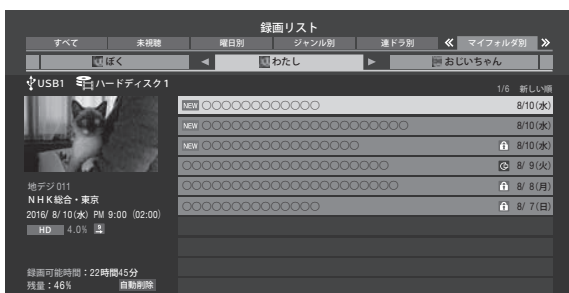 録画リスト
すべて 未視聴 曜日別 ジャンル別 連ドラ別 « マイフォルダ別 »
ぼく ◀ わたし ▶ おじいちゃん
USB1 ハードディスク1
1/6 新しい順
NEW 〇〇〇〇〇〇〇〇〇〇〇〇 8/10(水)
NEW 〇〇〇〇〇〇〇〇〇〇〇〇〇〇〇〇〇〇〇〇〇 8/10(水)
NEW 〇〇〇〇〇〇〇〇〇〇〇〇〇〇〇〇 8/10(水)
〇〇〇〇〇〇〇〇〇〇〇〇〇〇〇〇〇〇〇〇〇 8/ 9(火)
〇〇〇〇〇〇〇〇〇〇〇〇〇〇〇〇〇〇〇〇〇〇 8/ 8(月)
〇〇〇〇〇〇〇〇〇〇〇〇〇〇 8/ 7(日)
地デジ 011
NHK総合・東京
2016/ 8/10(水) PM 9:00 (02:00)
HD 4.0%
録画可能時間：22時間45分
残量：46% 自動削除